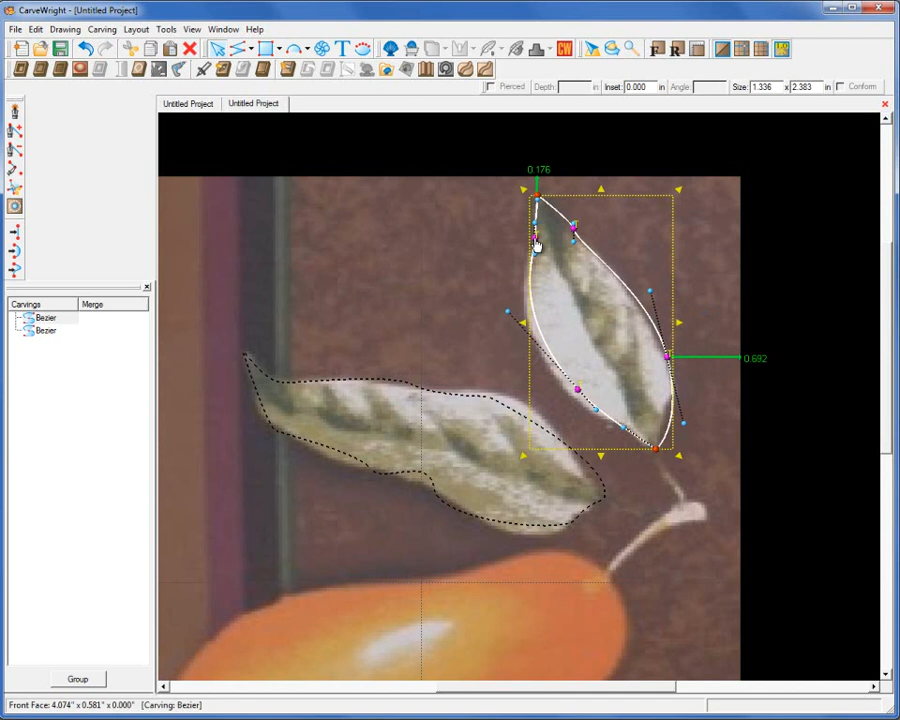 CarveWright - [Untitled Project]
File Edit Drawing Carving Layout Tools View Window Help
T F R CW
Pierced Depth: in Inset: 0.000 in Angle: Size: 1.336 x 2.383 in Conform
Untitled Project Untitled Project
0.176
Carvings Merge
Bezier
Bezier
0.692
Group
Front Face: 4.074" x 0.581" x 0.000" [Carving: Bezier]